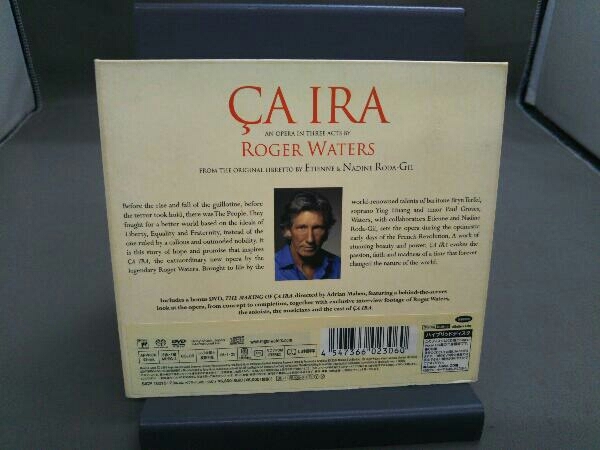 ÇA IRA
AN OPERA IN THREE ACTS BY
ROGER WATERS
FROM THE ORIGINAL LIBRETTO BY ETIENNE & NADINE RODA-GIL
Before the rise and fall of the guillotine, before
the terror took hold, there was The People. They
fought for a better world based on the ideals of
Liberty, Equality and Fraternity, instead of the
one ruled by a callous and outmoded nobility. It
is this story of hope and promise that inspires
ÇA IRA, the extraordinary new opera by the
legendary Roger Waters. Brought to life by the
world-renowned talents of baritone Bryn Terfel,
soprano Ying Huang and tenor Paul Groves,
Waters, with collaborators Etienne and Nadine
Roda-Gil, sets the opera during the optimistic
early days of the French Revolution. A work of
stunning beauty and power, ÇA IRA evokes the
passion, faith and madness of a time that forever
changed the nature of the world.
Includes a bonus DVD, THE MAKING OF ÇA IRA directed by Adrian Maben, featuring a behind-the-scenes
look at the opera, from concept to completion, together with exclusive interview footage of Roger Waters,
the soloists, the musicians and the cast of ÇA IRA.
DVD
4 547366 023060
ハイブリッドディスク